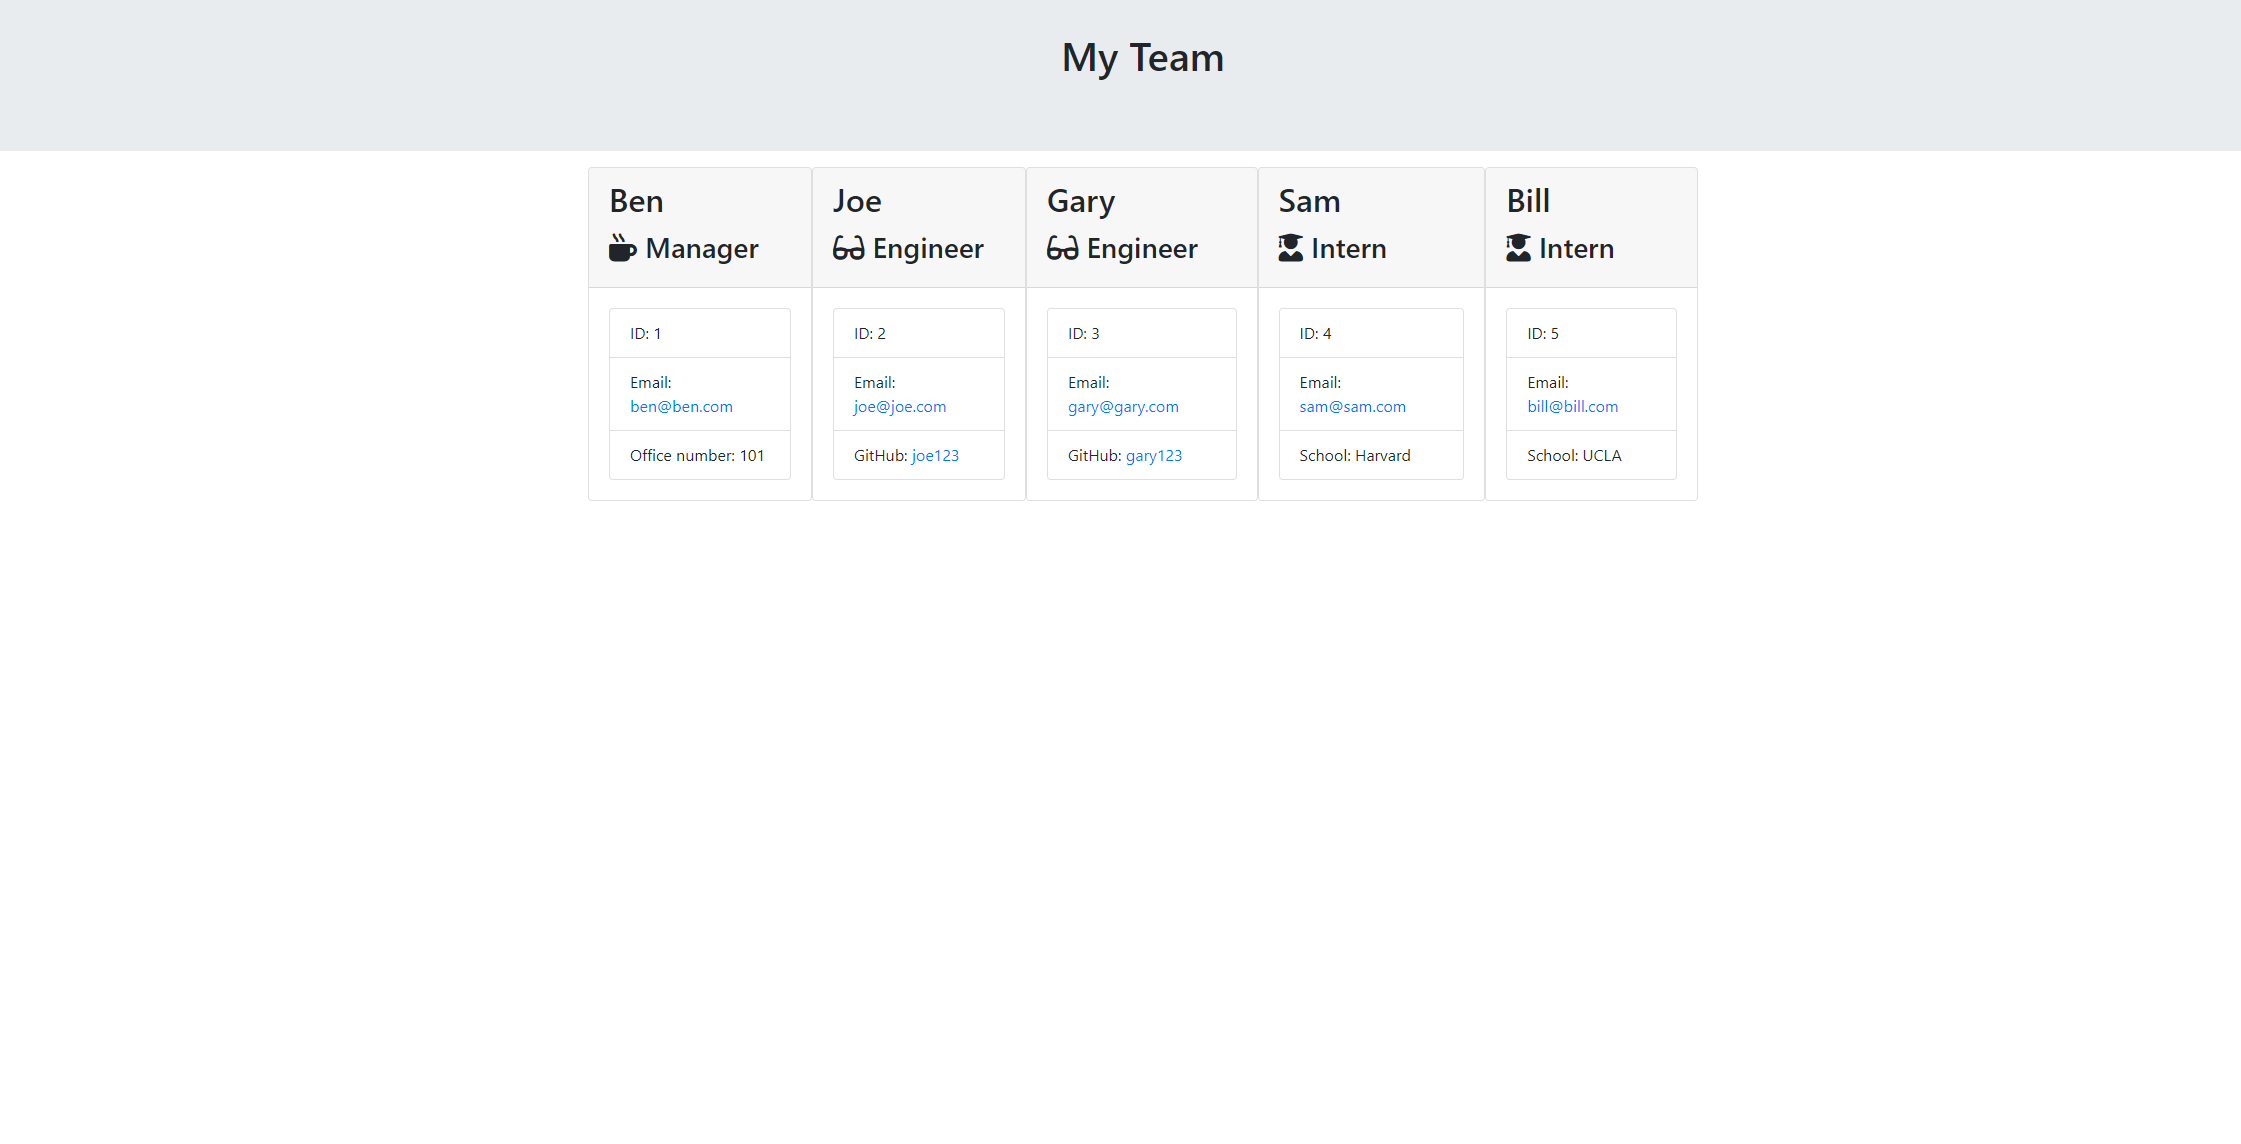 My Team
Ben
Manager
ID: 1
Email:
ben@ben.com
Office number: 101
Joe
Engineer
ID: 2
Email:
joe@joe.com
GitHub: joe123
Gary
Engineer
ID: 3
Email:
gary@gary.com
GitHub: gary123
Sam
Intern
ID: 4
Email:
sam@sam.com
School: Harvard
Bill
Intern
ID: 5
Email:
bill@bill.com
School: UCLA